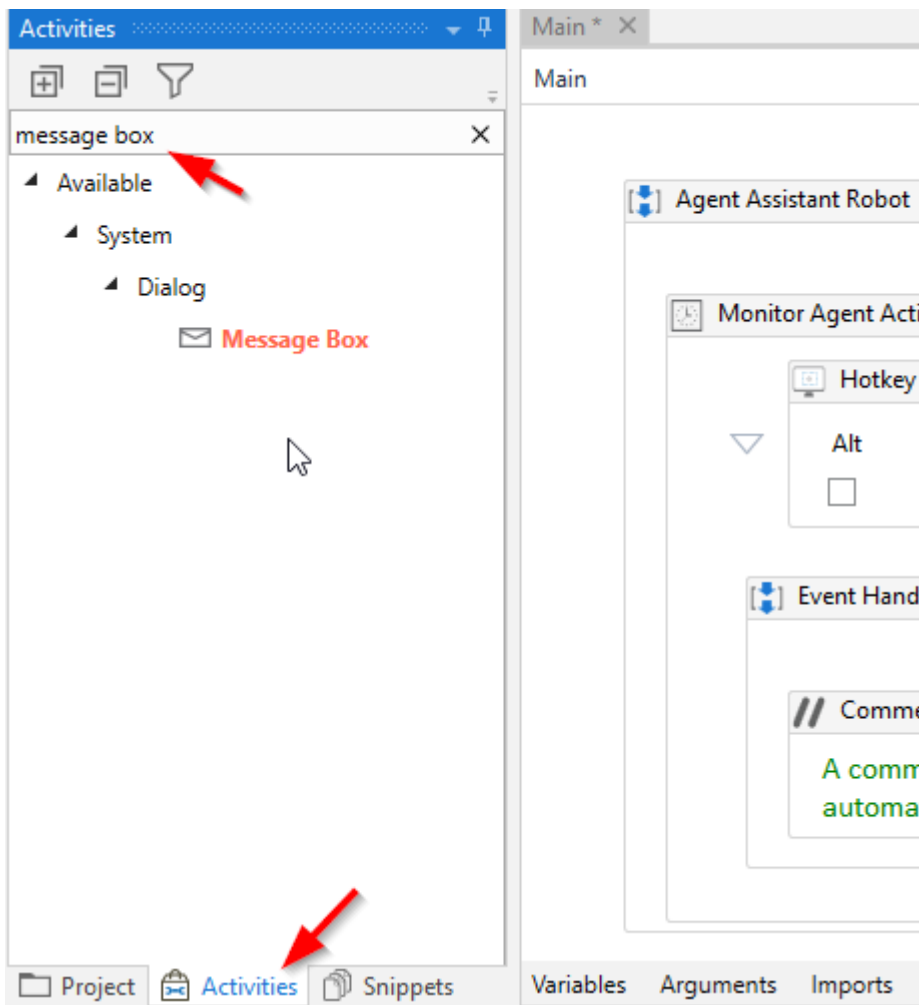 Activities
message box
Available
System
Dialog
Message Box
Project
Activities
Snippets
Main *
Main
Agent Assistant Robot
Monitor Agent Acti
Hotkey
Alt
Event Hand
// Comme
A comm
automa
Variables
Arguments
Imports